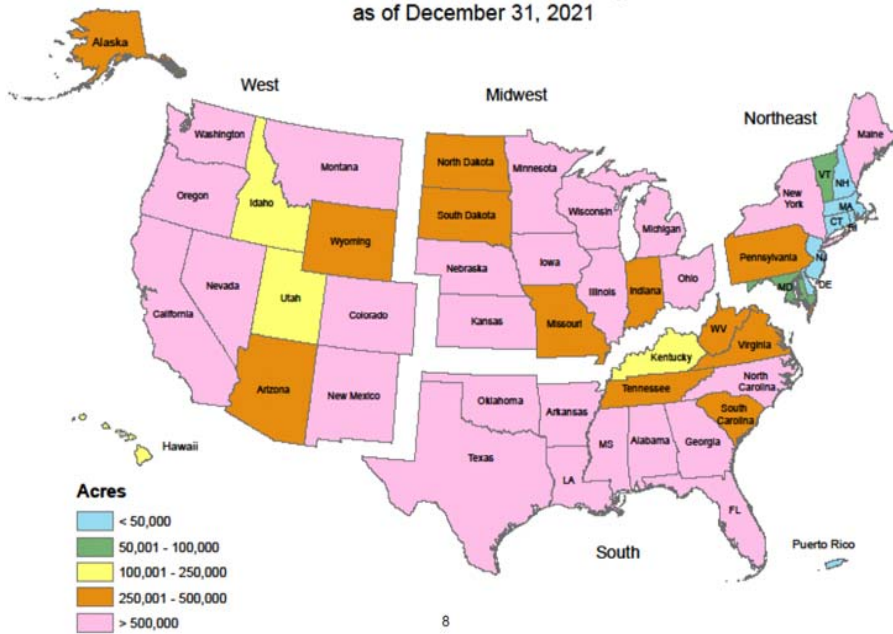 as of December 31, 2021
Alaska
West
Midwest
Northeast
Washington
Oregon
California
Nevada
Idaho
Montana
Wyoming
Utah
Colorado
Arizona
New Mexico
Hawaii
North Dakota
South Dakota
Nebraska
Kansas
Minnesota
Iowa
Missouri
Wisconsin
Illinois
Michigan
Indiana
Ohio
Maine
VT
NH
New
York
MA
CT
RI
Pennsylvania
NJ
DE
MD
WV
Virginia
Kentucky
Tennessee
North
Carolina
South
Carolina
Oklahoma
Arkansas
Texas
LA
MS
Alabama
Georgia
FL
South
Puerto Rico
Acres
< 50,000
50,001 - 100,000
100,001 - 250,000
250,001 - 500,000
> 500,000
8